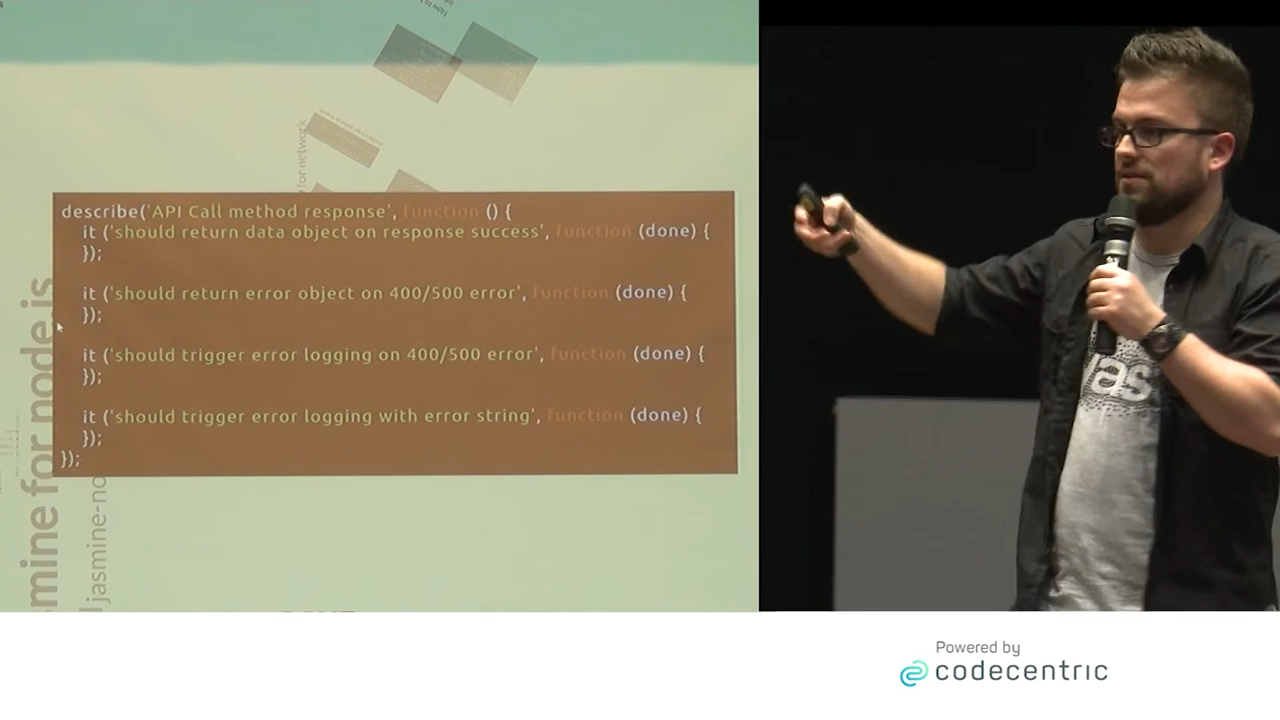 for network
mine for node.js
jasmine-no
describe('API Call method response', function () {
it ('should return data object on response success', function (done) {
});
it ('should return error object on 400/500 error', function (done) {
});
it ('should trigger error logging on 400/500 error', function (done) {
});
it ('should trigger error logging with error string', function (done) {
});
});
Powered by
codecentric